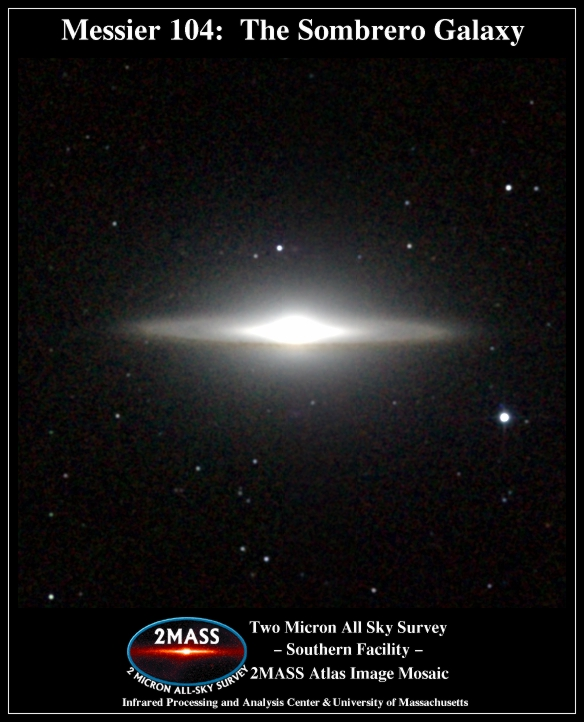 Messier 104: The Sombrero Galaxy
2MASS
2 MICRON ALL-SKY SURVEY
Two Micron All Sky Survey
– Southern Facility –
2MASS Atlas Image Mosaic
Infrared Processing and Analysis Center & University of Massachusetts